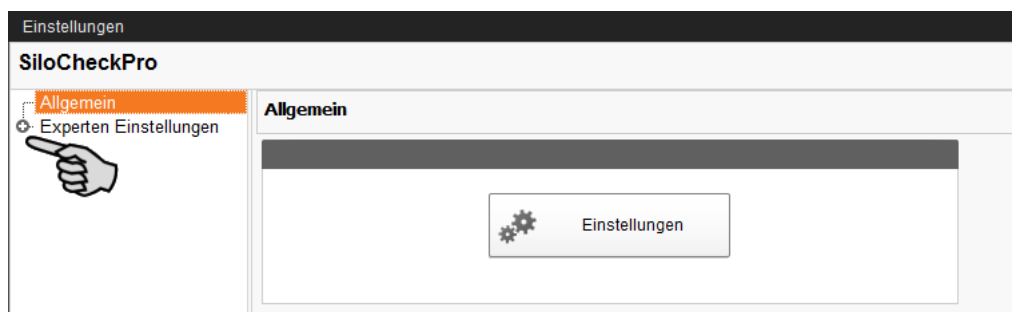 Einstellungen
SiloCheckPro
Allgemein
Experten Einstellungen
Allgemein
Einstellungen